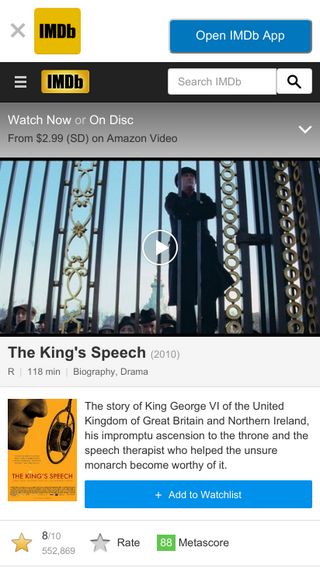 IMDb
Open IMDb App
IMDb
Search IMDb
Watch Now or On Disc
From $2.99 (SD) on Amazon Video
The King's Speech (2010)
R | 118 min | Biography, Drama
THE KING'S SPEECH
The story of King George VI of the United
Kingdom of Great Britain and Northern Ireland,
his impromptu ascension to the throne and the
speech therapist who helped the unsure
monarch become worthy of it.
+ Add to Watchlist
8/10
552,869
Rate
88 Metascore